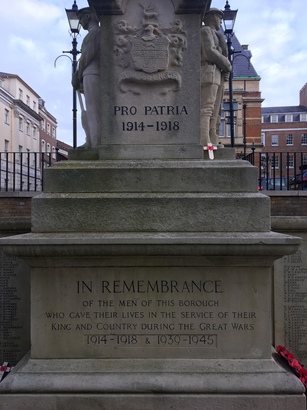 PRO PATRIA
1914-1918
IN REMEMBRANCE
OF THE MEN OF THIS BOROUGH
WHO GAVE THEIR LIVES IN THE SERVICE OF THEIR
KING AND COUNTRY DURING THE GREAT WARS
1914-1918 & 1939-1945